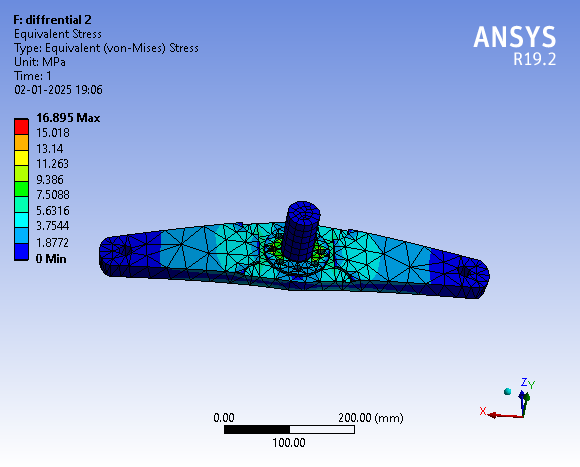 F: diffrential 2
Equivalent Stress
Type: Equivalent (von-Mises) Stress
Unit: MPa
Time: 1
02-01-2025 19:06
ANSYS
R19.2
16.895 Max
15.018
13.14
11.263
9.386
7.5088
5.6316
3.7544
1.8772
0 Min
Z
Y
X
0.00
200.00 (mm)
100.00